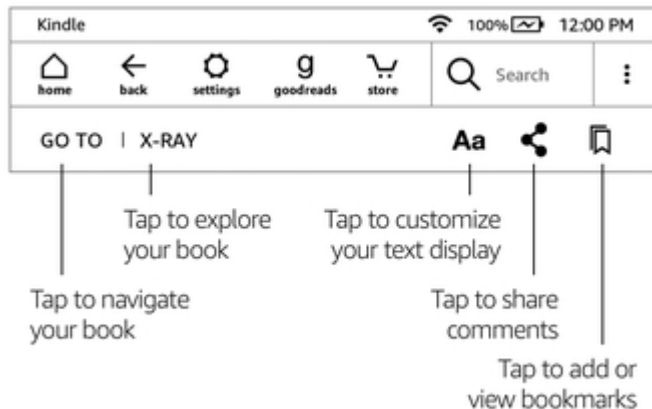 Kindle 100% 12:00 PM
home back settings goodreads store Search
GO TO | X-RAY Aa
Tap to explore
your book
Tap to customize
your text display
Tap to navigate
your book
Tap to share
comments
Tap to add or
view bookmarks